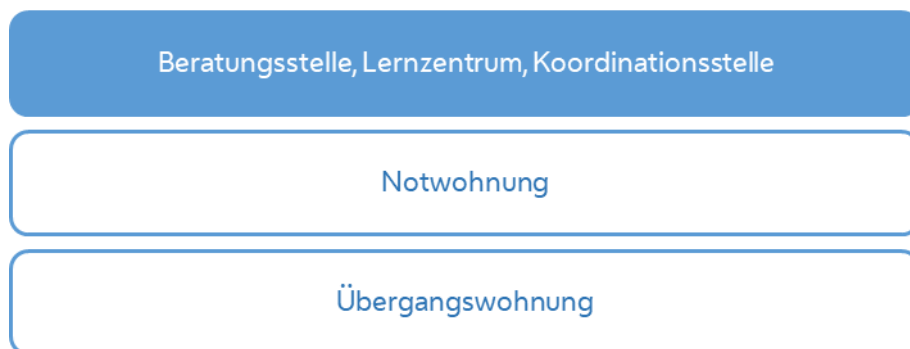 Beratungsstelle, Lernzentrum, Koordinationsstelle
Notwohnung
Übergangswohnung